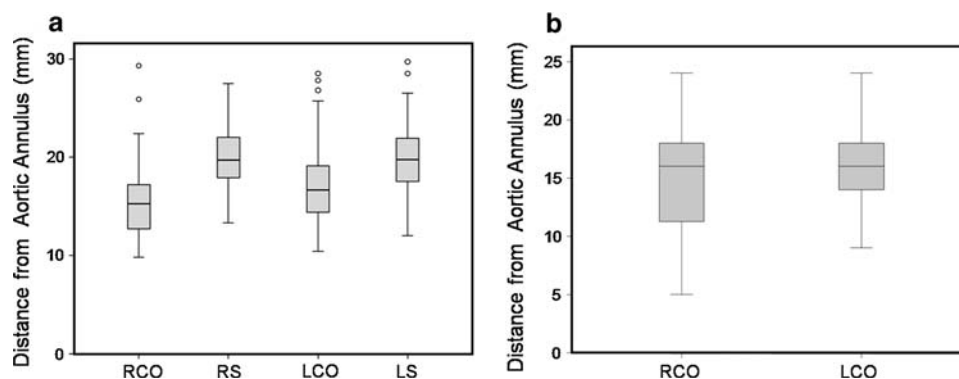 a
Distance from Aortic Annulus (mm)
30
20
10
0
RCO RS LCO LS
b
Distance from Aortic Annulus (mm)
25
20
15
10
5
0
RCO LCO